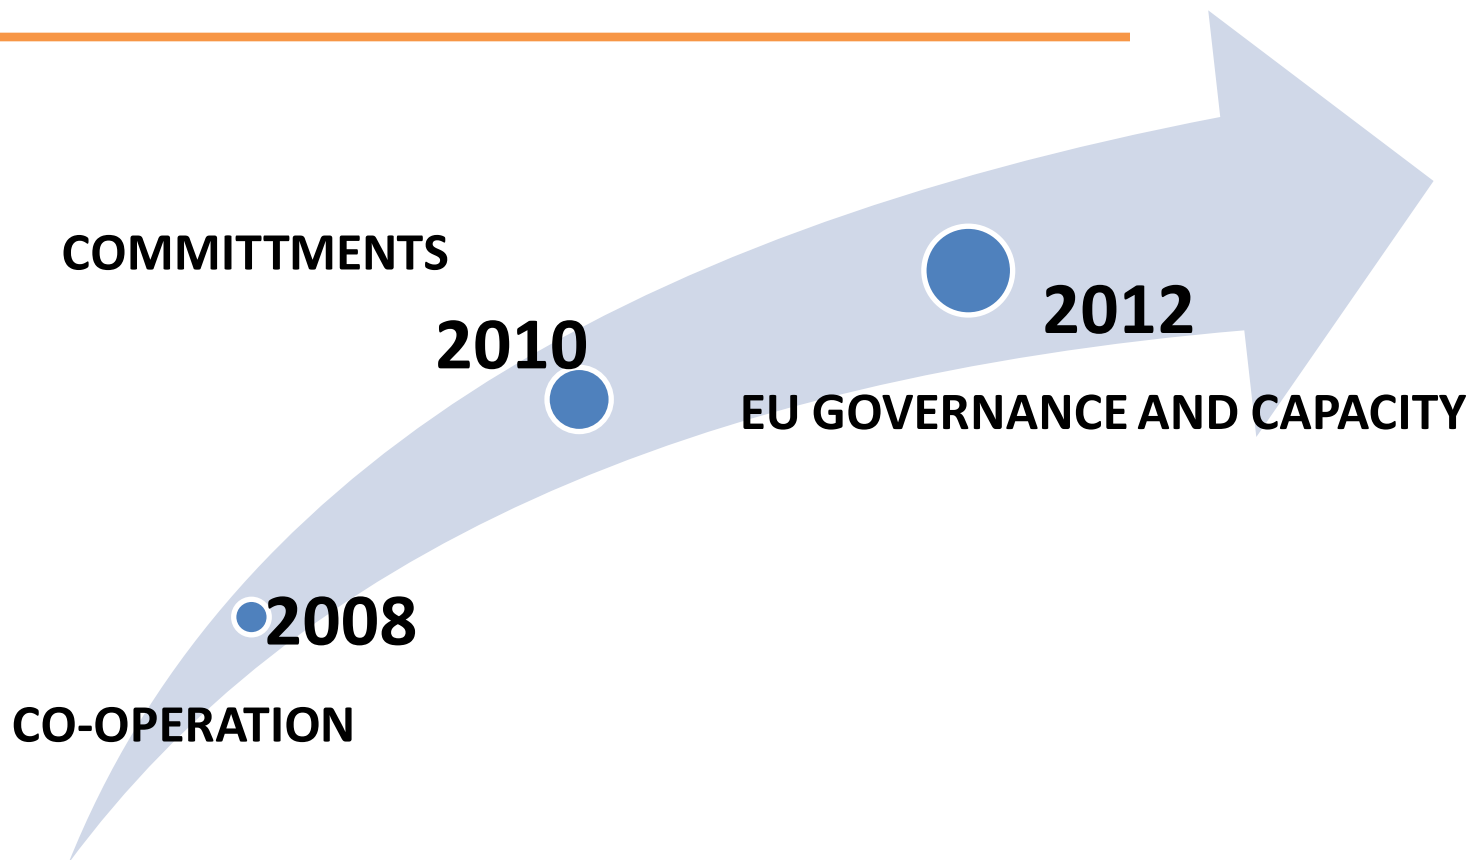 COMMITTMENTS
2010
2012
EU GOVERNANCE AND CAPACITY
2008
CO-OPERATION